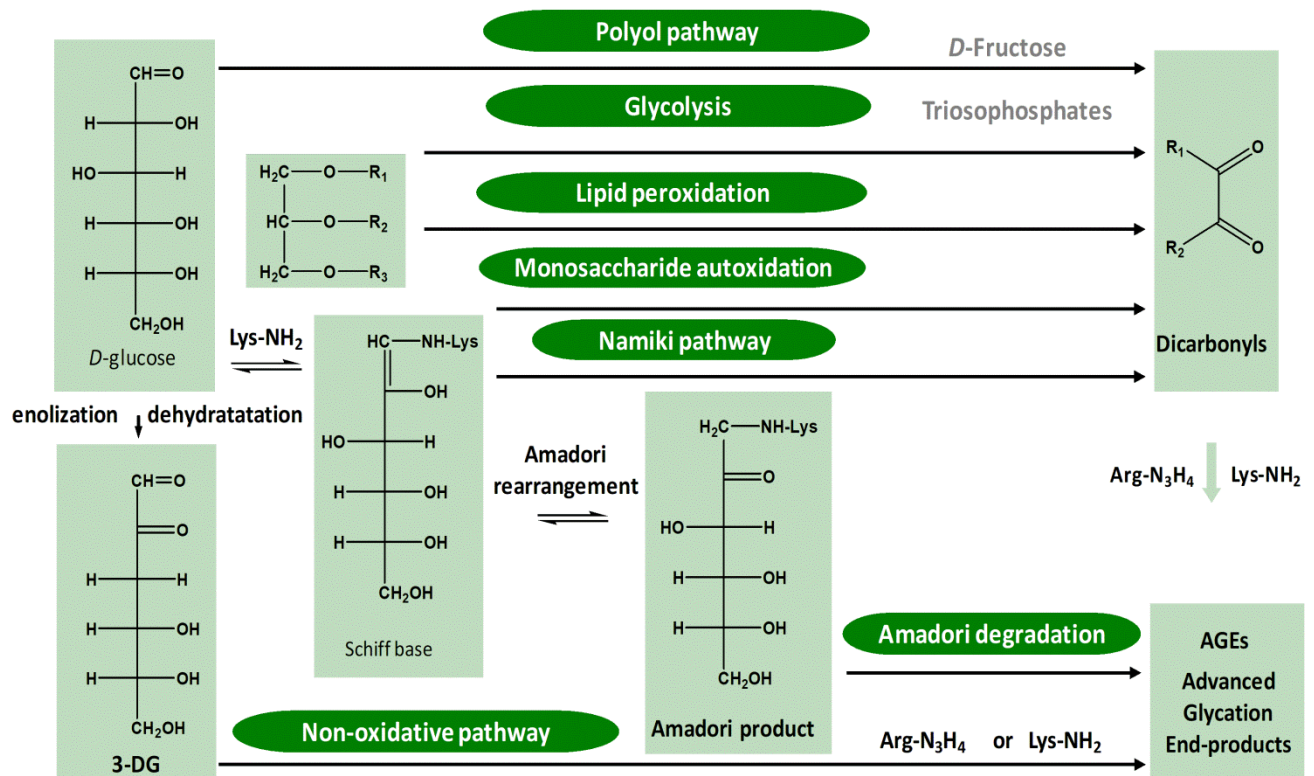 Polyol pathway
D-Fructose
Glycolysis
Triosophosphates
Lipid peroxidation
Monosaccharide autoxidation
Namiki pathway
CH=O
H OH
HO H
H OH
H OH
CH₂OH
D-glucose
H₂C—O—R₁
HC—O—R₂
H₂C—O—R₃
R₁ O
R₂ O
Dicarbonyls
Lys-NH₂
HC—NH-Lys
OH
HO H
H OH
H OH
CH₂OH
Schiff base
enolization dehydratatation
CH=O
O
H H
H OH
H OH
CH₂OH
3-DG
Amadori
rearrangement
H₂C—NH-Lys
O
HO H
H OH
H OH
CH₂OH
Amadori product
Arg-N₃H₄ Lys-NH₂
Amadori degradation
AGEs
Advanced
Glycation
End-products
Non-oxidative pathway
Arg-N₃H₄ or Lys-NH₂